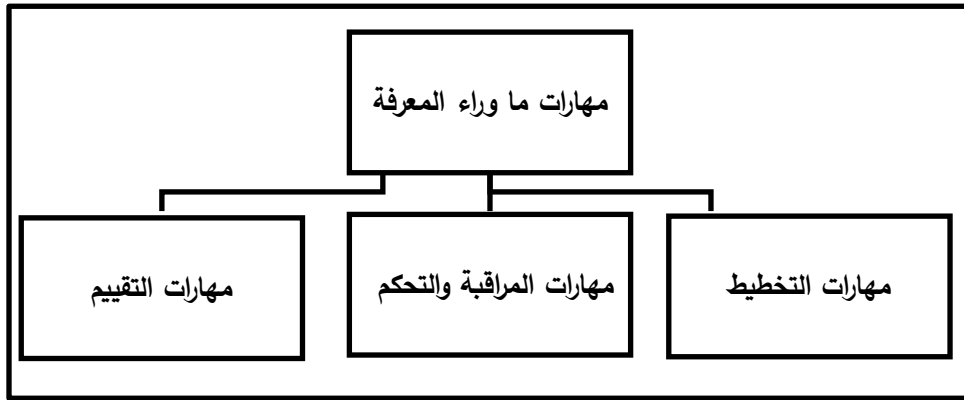 مهارات ما وراء المعرفة
مهارات التخطيط
مهارات المراقبة والتحكم
مهارات التقييم